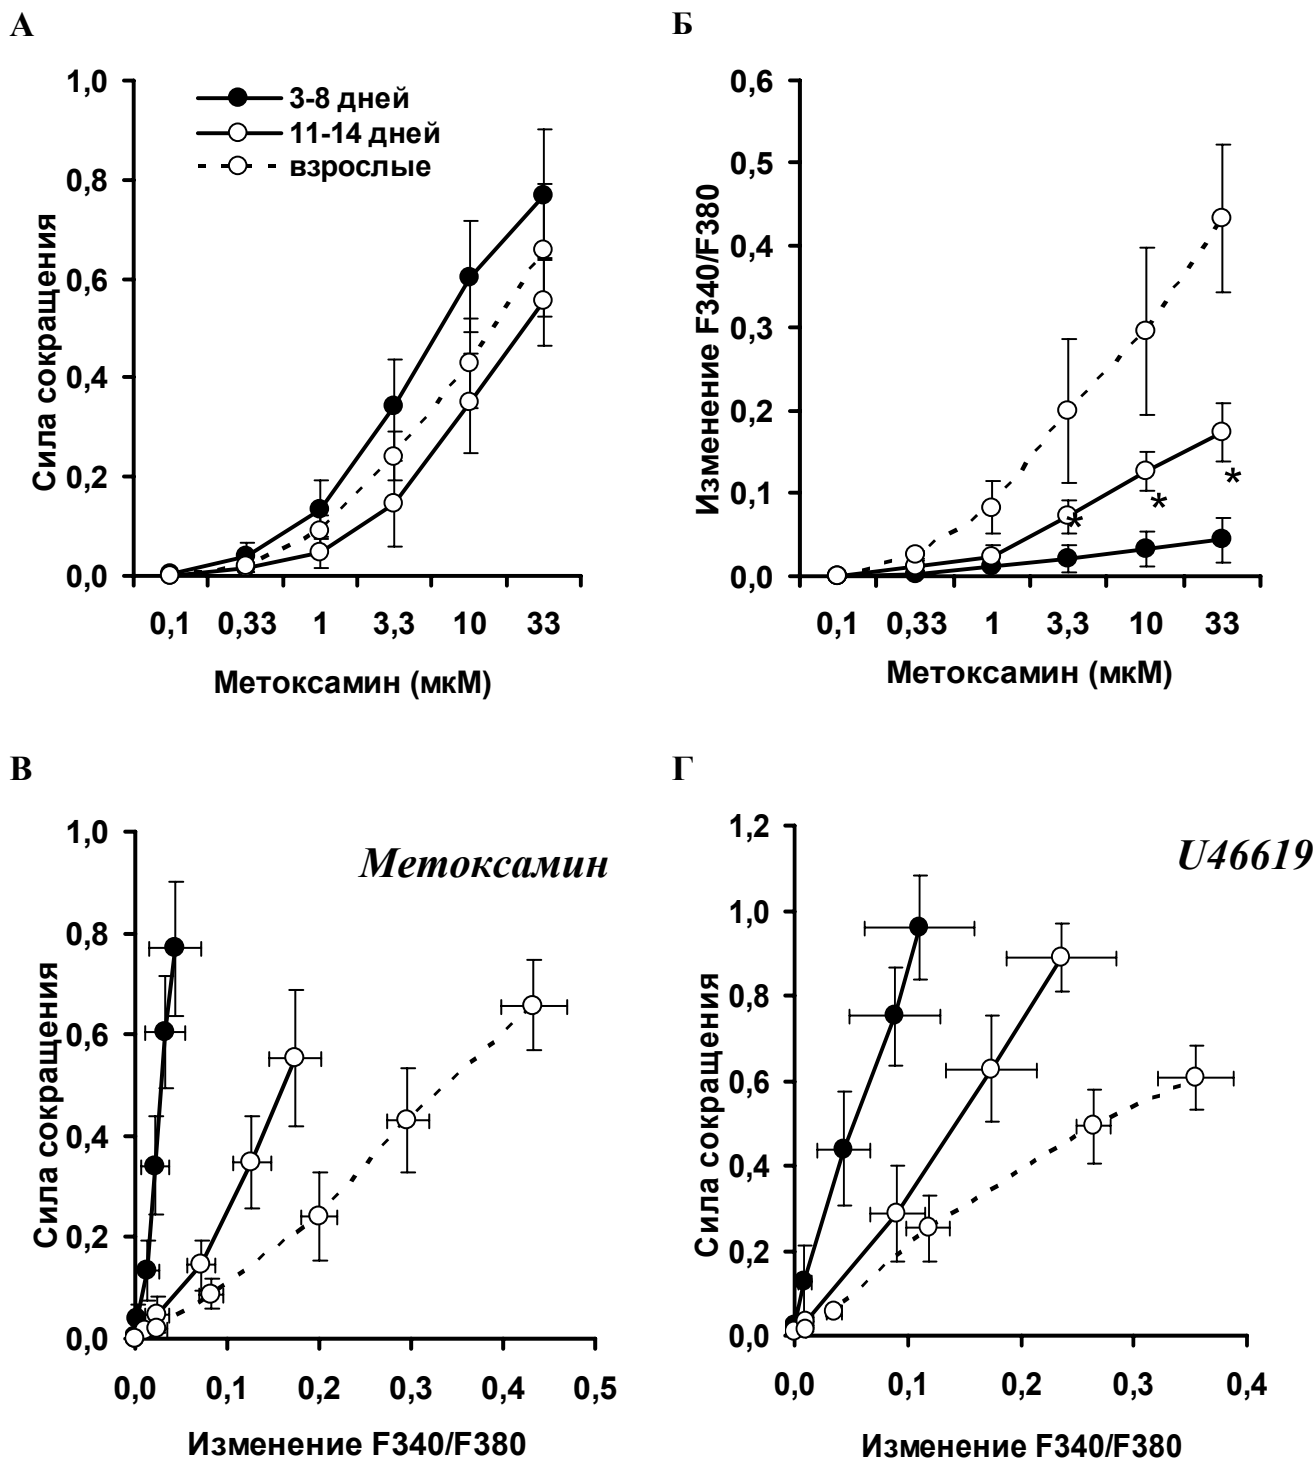 А
Сила сокращения
1,0
0,8
0,6
0,4
0,2
0,0
3-8 дней
11-14 дней
взрослые
0,1 0,33 1 3,3 10 33
Метоксамин (мкМ)
Б
Изменение F340/F380
0,6
0,5
0,4
0,3
0,2
0,1
0,0
*
*
*
0,1 0,33 1 3,3 10 33
Метоксамин (мкМ)
В
Сила сокращения
1,0
0,8
0,6
0,4
0,2
0,0
Метоксамин
0,0 0,1 0,2 0,3 0,4 0,5
Изменение F340/F380
Г
Сила сокращения
1,2
1,0
0,8
0,6
0,4
0,2
0,0
U46619
0,0 0,1 0,2 0,3 0,4
Изменение F340/F380